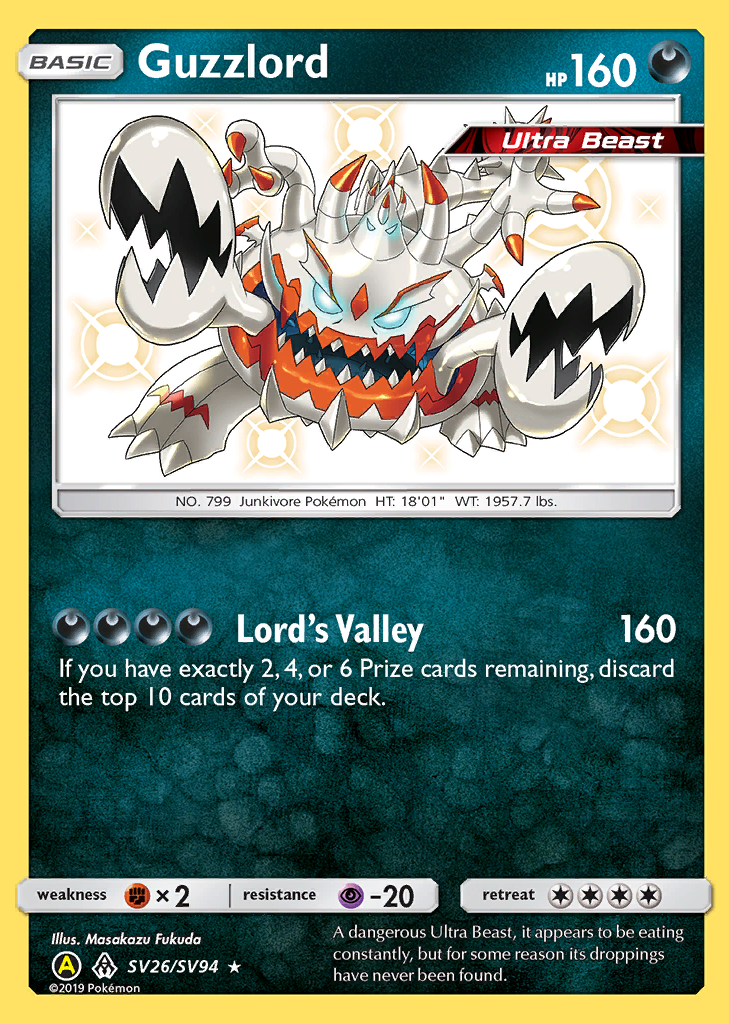 BASIC
Guzzlord
HP 160
Ultra Beast
NO. 799 Junkivore Pokémon HT: 18'01" WT: 1957.7 lbs.
Lord's Valley 160
If you have exactly 2, 4, or 6 Prize cards remaining, discard
the top 10 cards of your deck.
weakness ×2 resistance -20 retreat
Illus. Masakazu Fukuda
A SV26/SV94 ★
©2019 Pokémon
A dangerous Ultra Beast, it appears to be eating
constantly, but for some reason its droppings
have never been found.